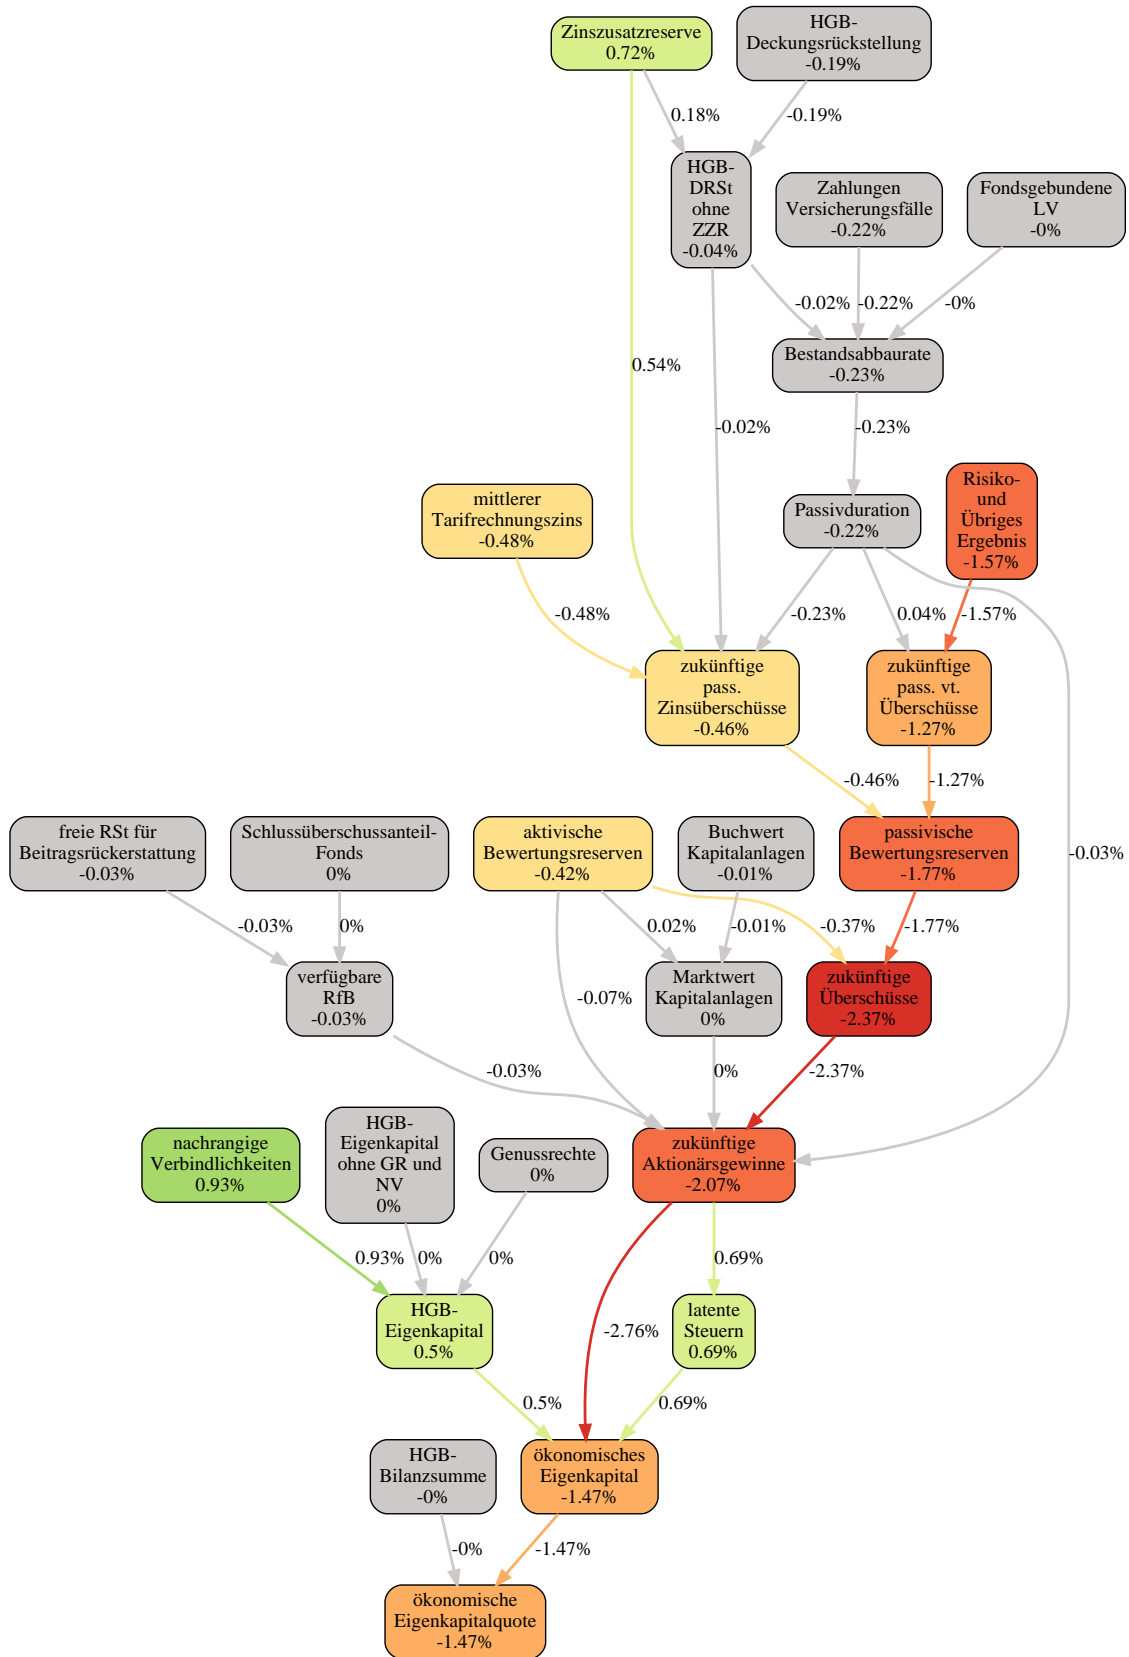 Zinszusatzreserve
0.72%
HGB-
Deckungsrückstellung
-0.19%
0.18%
-0.19%
HGB-
DRSt
ohne
ZZR
-0.04%
Zahlungen
Versicherungsfälle
-0.22%
Fondsgebundene
LV
-0%
-0.02%
-0.22%
-0%
Bestandsabbaurate
-0.23%
0.54%
-0.02%
-0.23%
mittlerer
Tarifrechnungszins
-0.48%
Passivduration
-0.22%
Risiko-
und
Übriges
Ergebnis
-1.57%
-0.48%
-0.23%
0.04%
-1.57%
zukünftige
pass.
Zinsüberschüsse
-0.46%
zukünftige
pass. vt.
Überschüsse
-1.27%
-0.46%
-1.27%
freie RSt für
Beitragsrückerstattung
-0.03%
Schlussüberschussanteil-
Fonds
0%
aktivische
Bewertungsreserven
-0.42%
Buchwert
Kapitalanlagen
-0.01%
passivische
Bewertungsreserven
-1.77%
-0.03%
-0.03%
0%
0.02%
-0.01%
-0.37%
-1.77%
verfügbare
RfB
-0.03%
-0.07%
Marktwert
Kapitalanlagen
0%
zukünftige
Überschüsse
-2.37%
-0.03%
0%
-2.37%
nachrangige
Verbindlichkeiten
0.93%
HGB-
Eigenkapital
ohne GR und
NV
0%
Genussrechte
0%
zukünftige
Aktionärsgewinne
-2.07%
0.93%
0%
0%
0.69%
HGB-
Eigenkapital
0.5%
-2.76%
latente
Steuern
0.69%
0.5%
0.69%
HGB-
Bilanzsumme
-0%
ökonomisches
Eigenkapital
-1.47%
-0%
-1.47%
ökonomische
Eigenkapitalquote
-1.47%